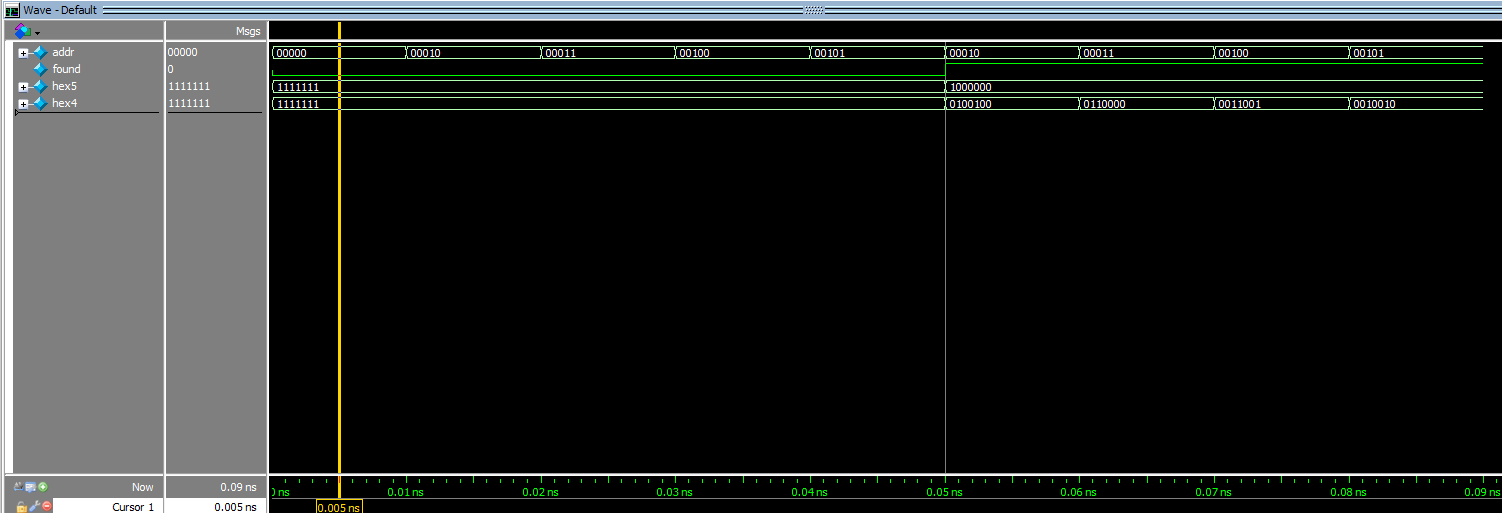 Wave - Default
Msgs
addr 00000 00000 00010 00011 00100 00101 00010 00011 00100 00101
found 0
hex5 1111111 1111111 1000000
hex4 1111111 1111111 0100100 0110000 0011001 0010010
Now 0.09 ns 0 ns 0.01 ns 0.02 ns 0.03 ns 0.04 ns 0.05 ns 0.06 ns 0.07 ns 0.08 ns 0.09 ns
Cursor 1 0.005 ns 0.005 ns